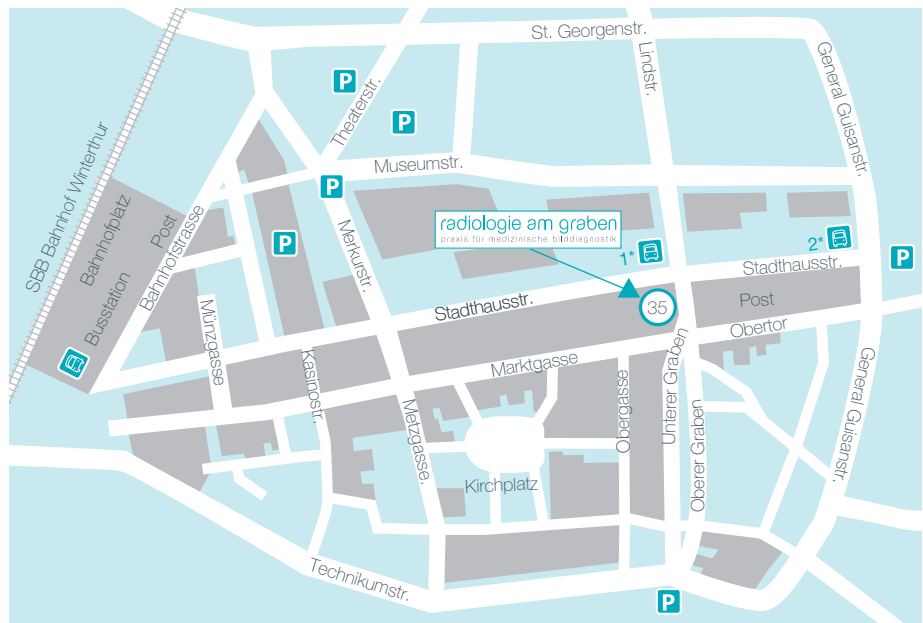 St. Georgenstr.
Lindstr.
General Guisanstr.
Theaterstr.
P
P
P
Museumstr.
P
SBB Bahnhof Winterthur
Bahnhofplatz
Post
Busstation
Bahnhofstrasse
Merkurstr.
P
radiologie am graben
praxis für medizinische bilddiagnostik
1*
2*
P
Stadthausstr.
Stadthausstr.
35
Post
Obertor
Münzgasse
Kasinostr.
Marktgasse
Metzgasse.
Obergasse
Unterer Graben
Oberer Graben
General Guisanstr.
Kirchplatz
Technikumstr.
P